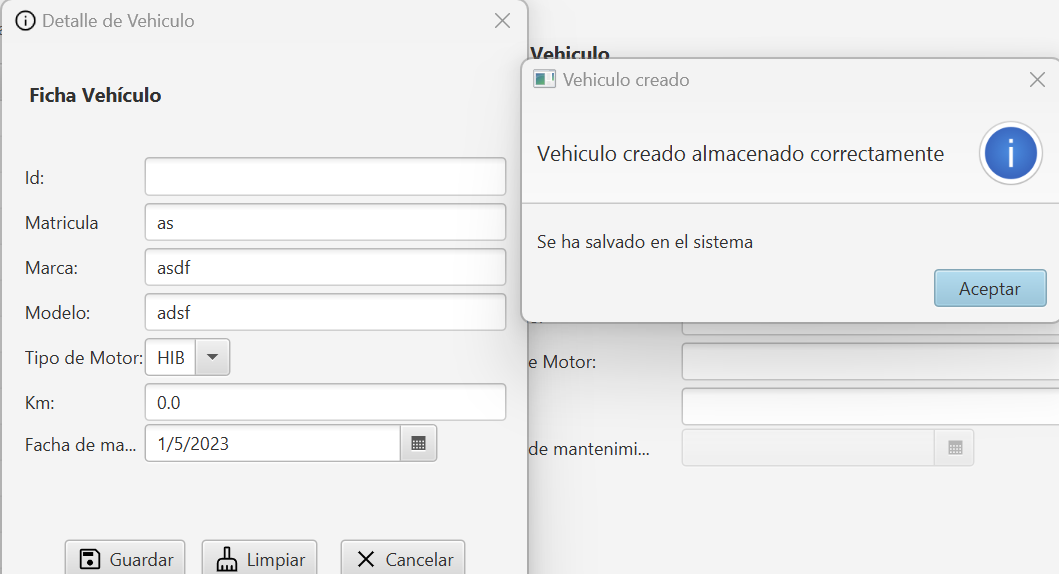 Detalle de Vehiculo
Ficha Vehículo
Id:
Matricula as
Marca: asdf
Modelo: adsf
Tipo de Motor: HIB
Km: 0.0
Facha de ma... 1/5/2023
Guardar Limpiar Cancelar
Vehiculo
Vehiculo creado
Vehiculo creado almacenado correctamente
Se ha salvado en el sistema
Aceptar
e Motor:
de mantenimi...